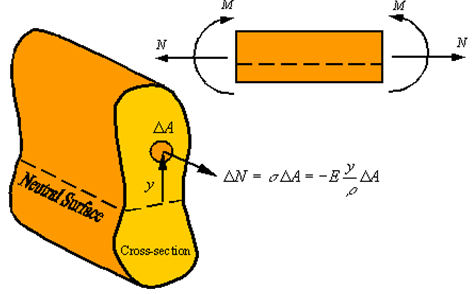 M M
N N
ΔA
ΔN = σΔA = -E y/ρ ΔA
y
Neutral Surface
Cross-section